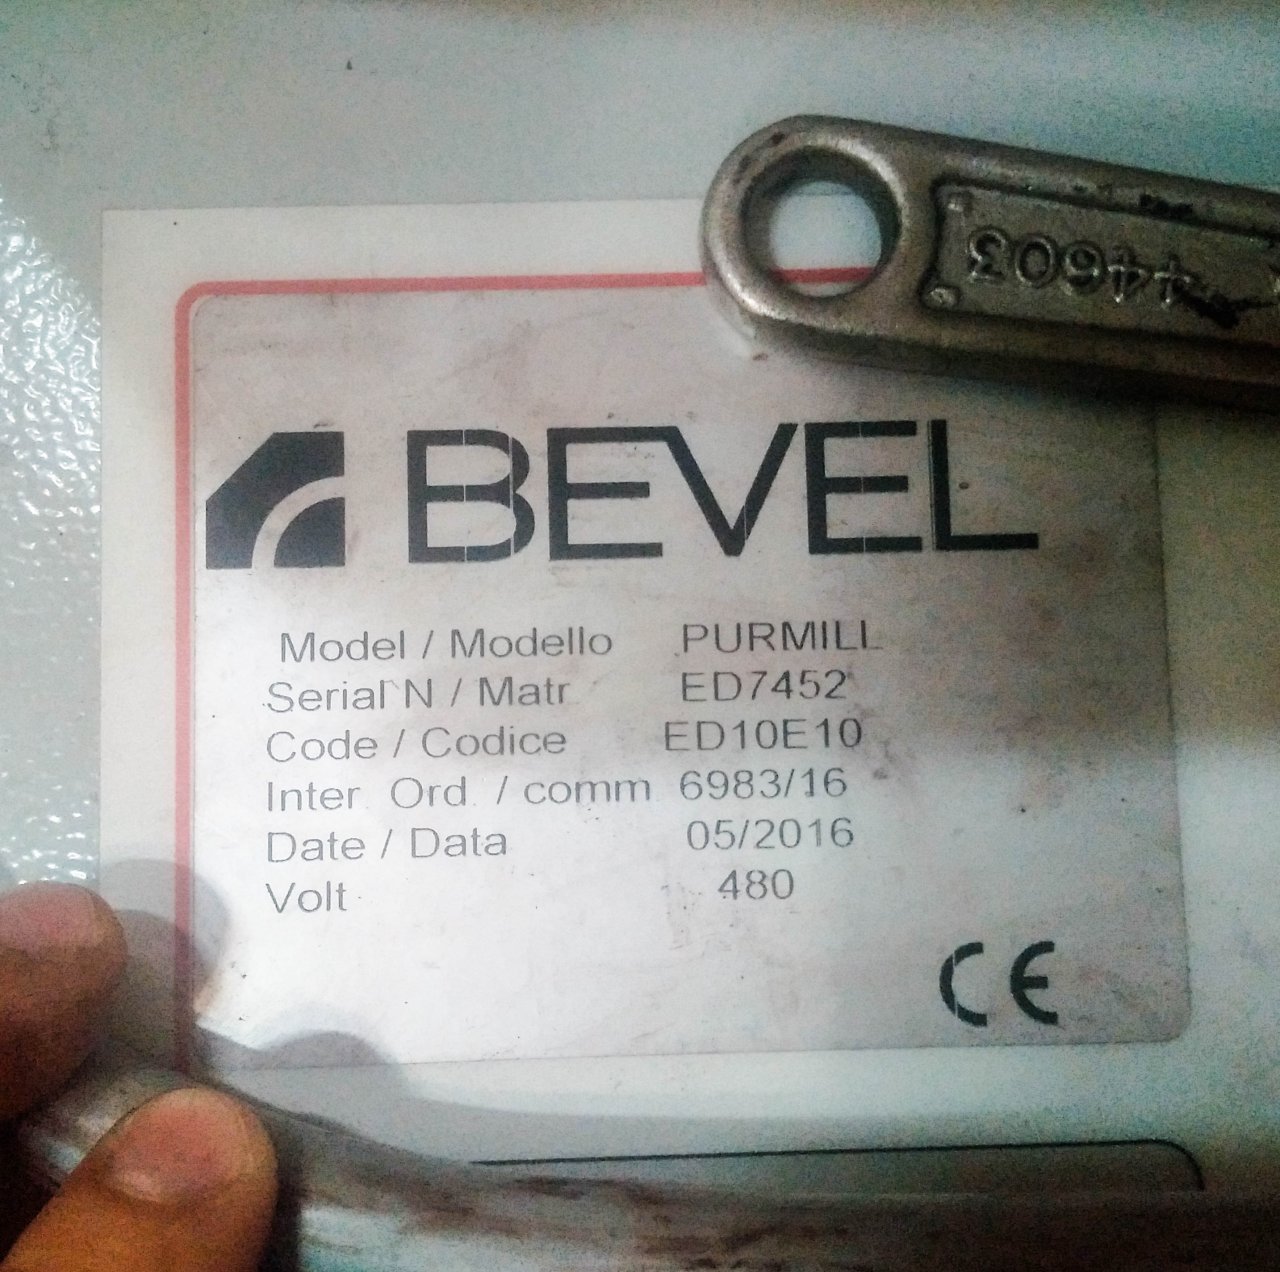 44603
BEVEL
Model / Modello PURMILL
Serial N / Matr ED7452
Code / Codice ED10E10
Inter Ord / comm 6983/16
Date / Data 05/2016
Volt 480
CE